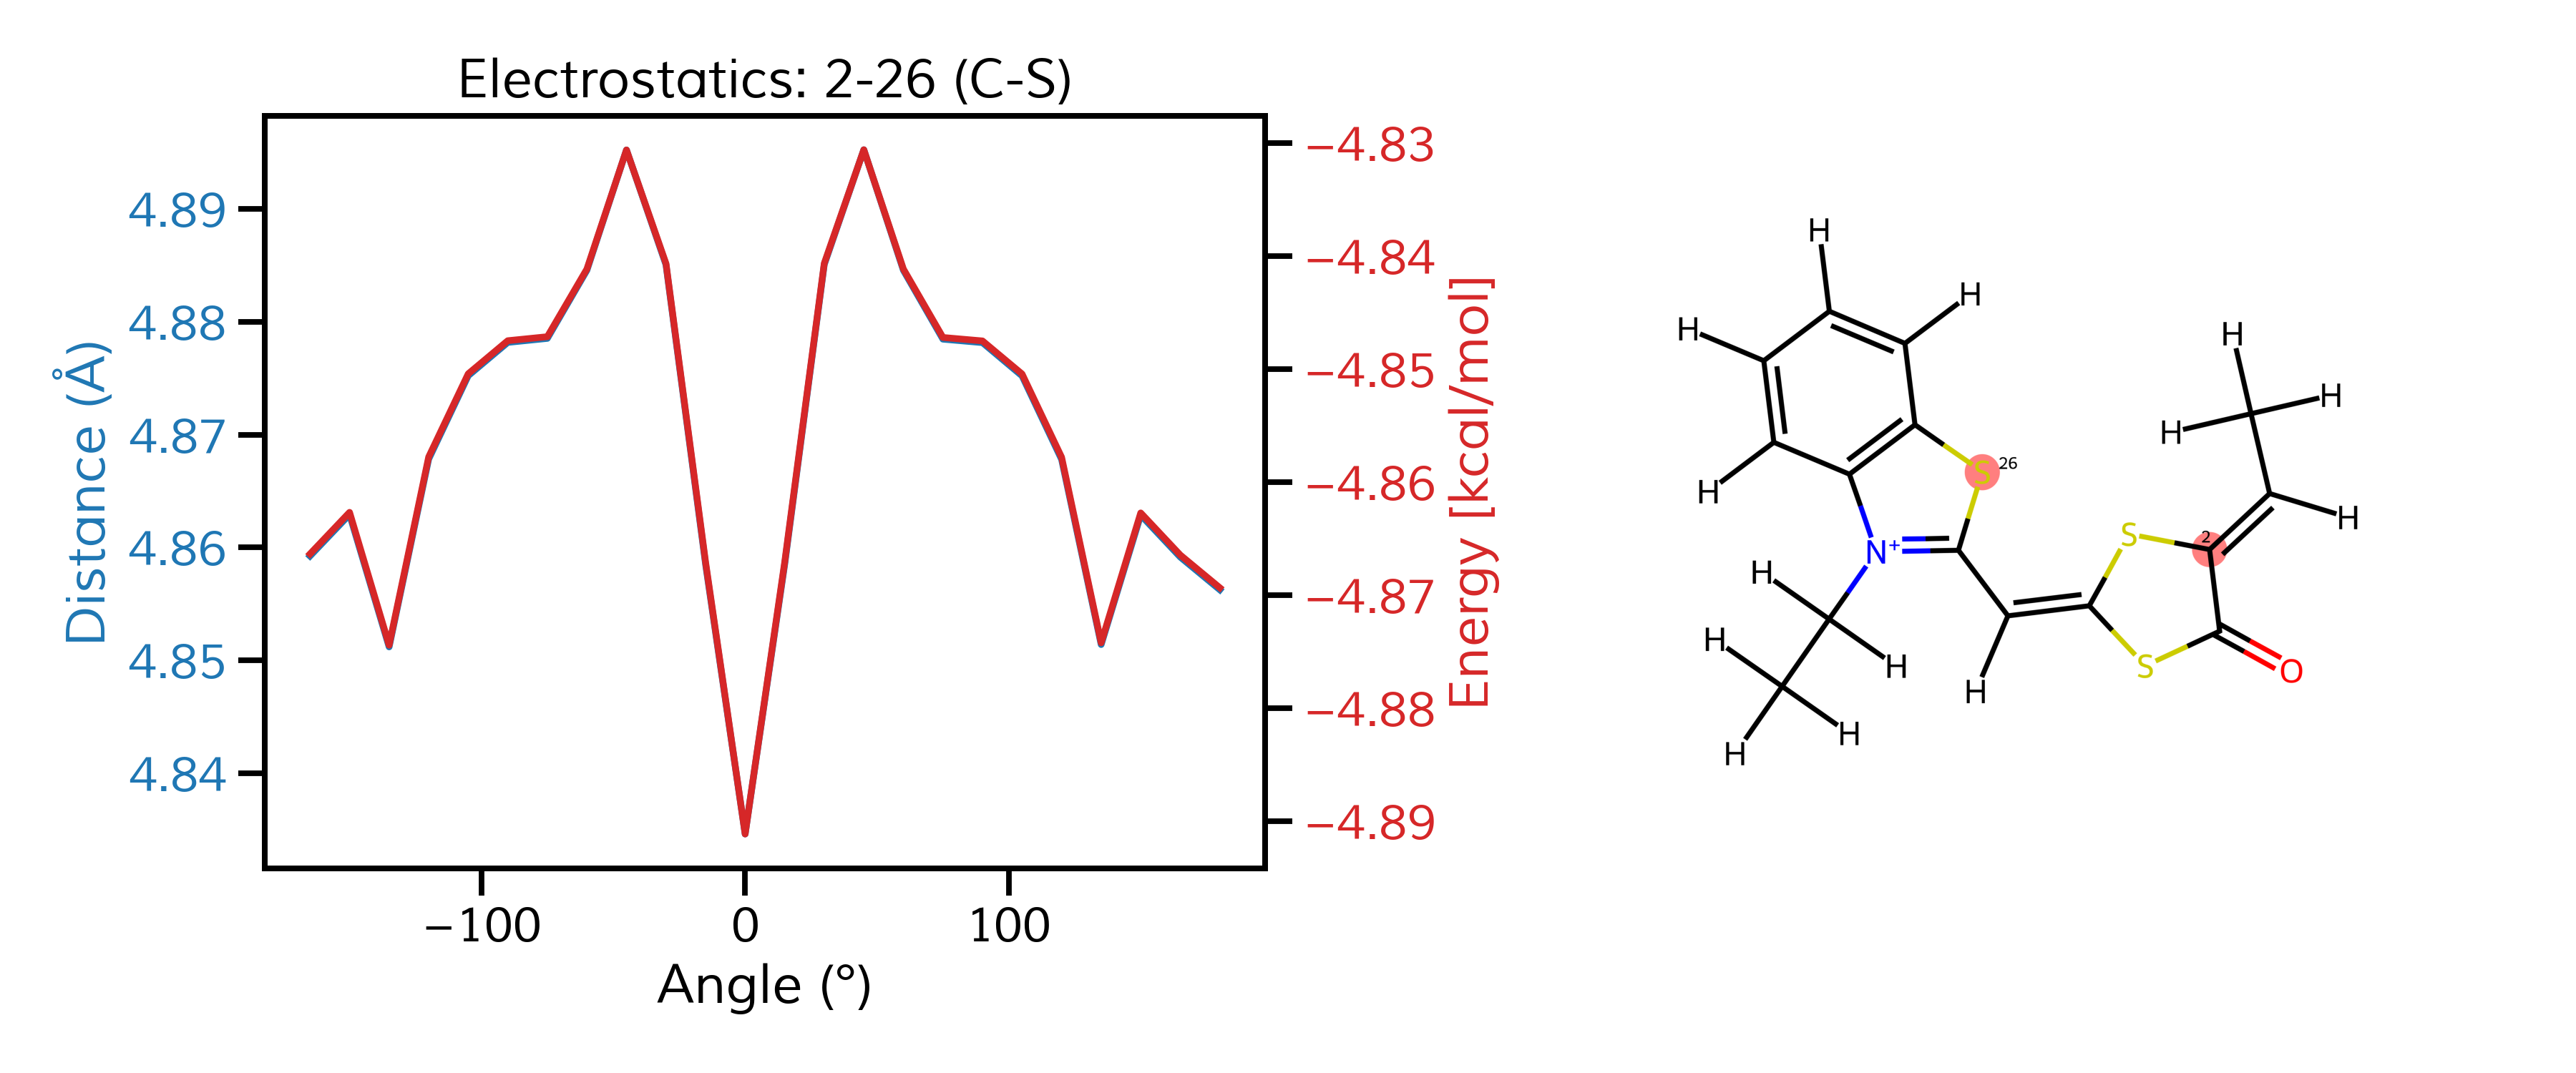 Electrostatics: 2-26 (C-S)
Distance (Å)
4.89
4.88
4.87
4.86
4.85
4.84
−100
0
100
Angle (°)
−4.83
−4.84
−4.85
−4.86
−4.87
−4.88
−4.89
Energy [kcal/mol]
H
H
H
H
H
H
H
S 26
H
S
2
N+
H
H
H
S
O
H
H
H